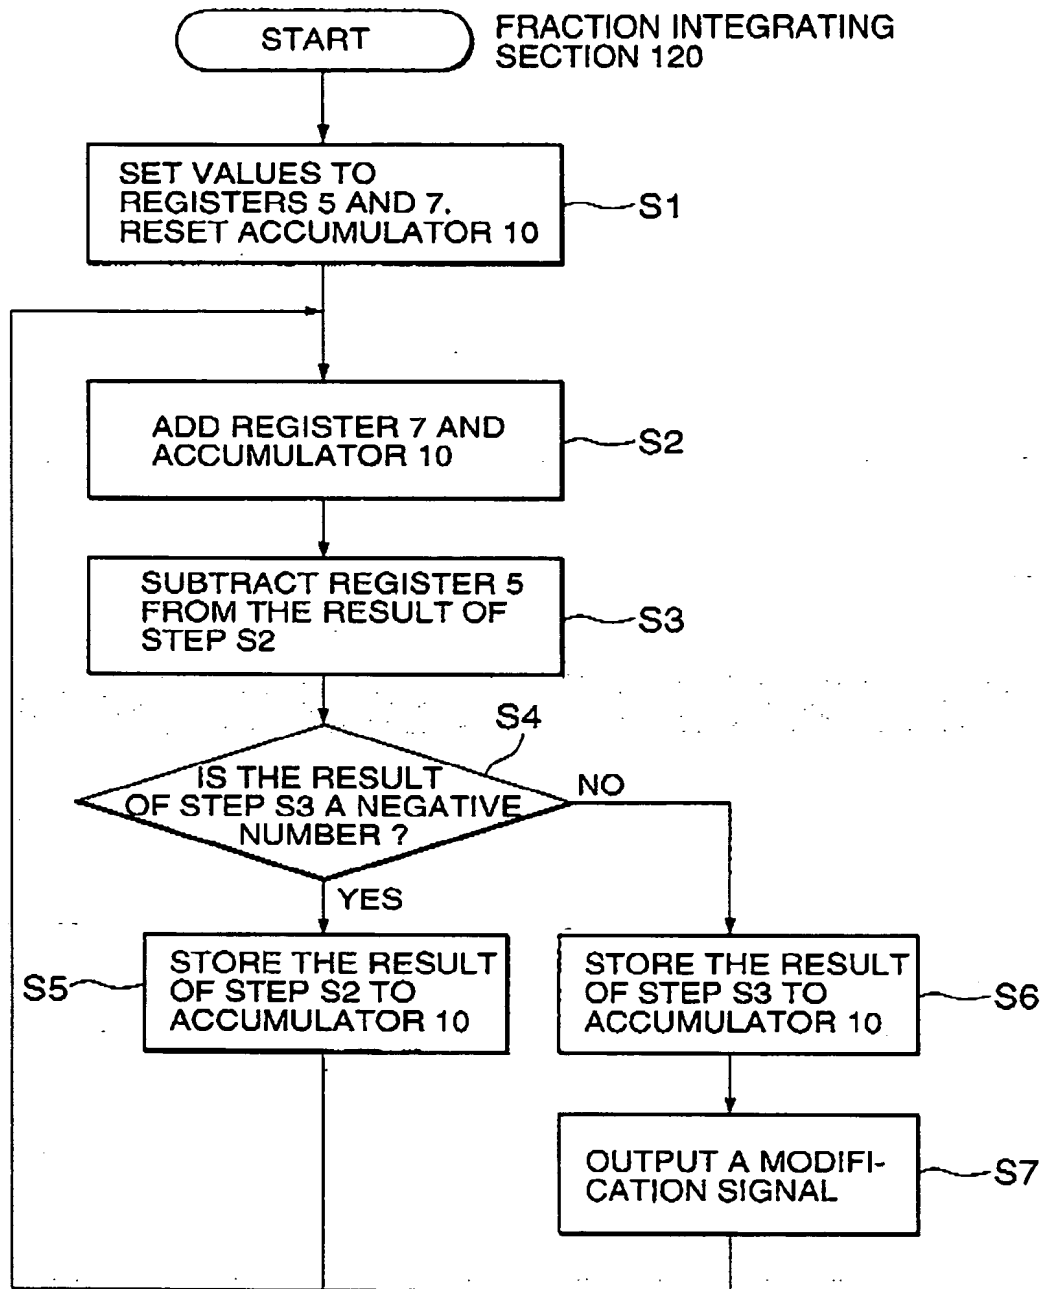 START
FRACTION INTEGRATING
SECTION 120
SET VALUES TO
REGISTERS 5 AND 7.
RESET ACCUMULATOR 10
S1
ADD REGISTER 7 AND
ACCUMULATOR 10
S2
SUBTRACT REGISTER 5
FROM THE RESULT OF
STEP S2
S3
S4
IS THE RESULT
OF STEP S3 A NEGATIVE
NUMBER ?
NO
YES
S5
STORE THE RESULT
OF STEP S2 TO
ACCUMULATOR 10
STORE THE RESULT
OF STEP S3 TO
ACCUMULATOR 10
S6
OUTPUT A MODIFI-
CATION SIGNAL
S7